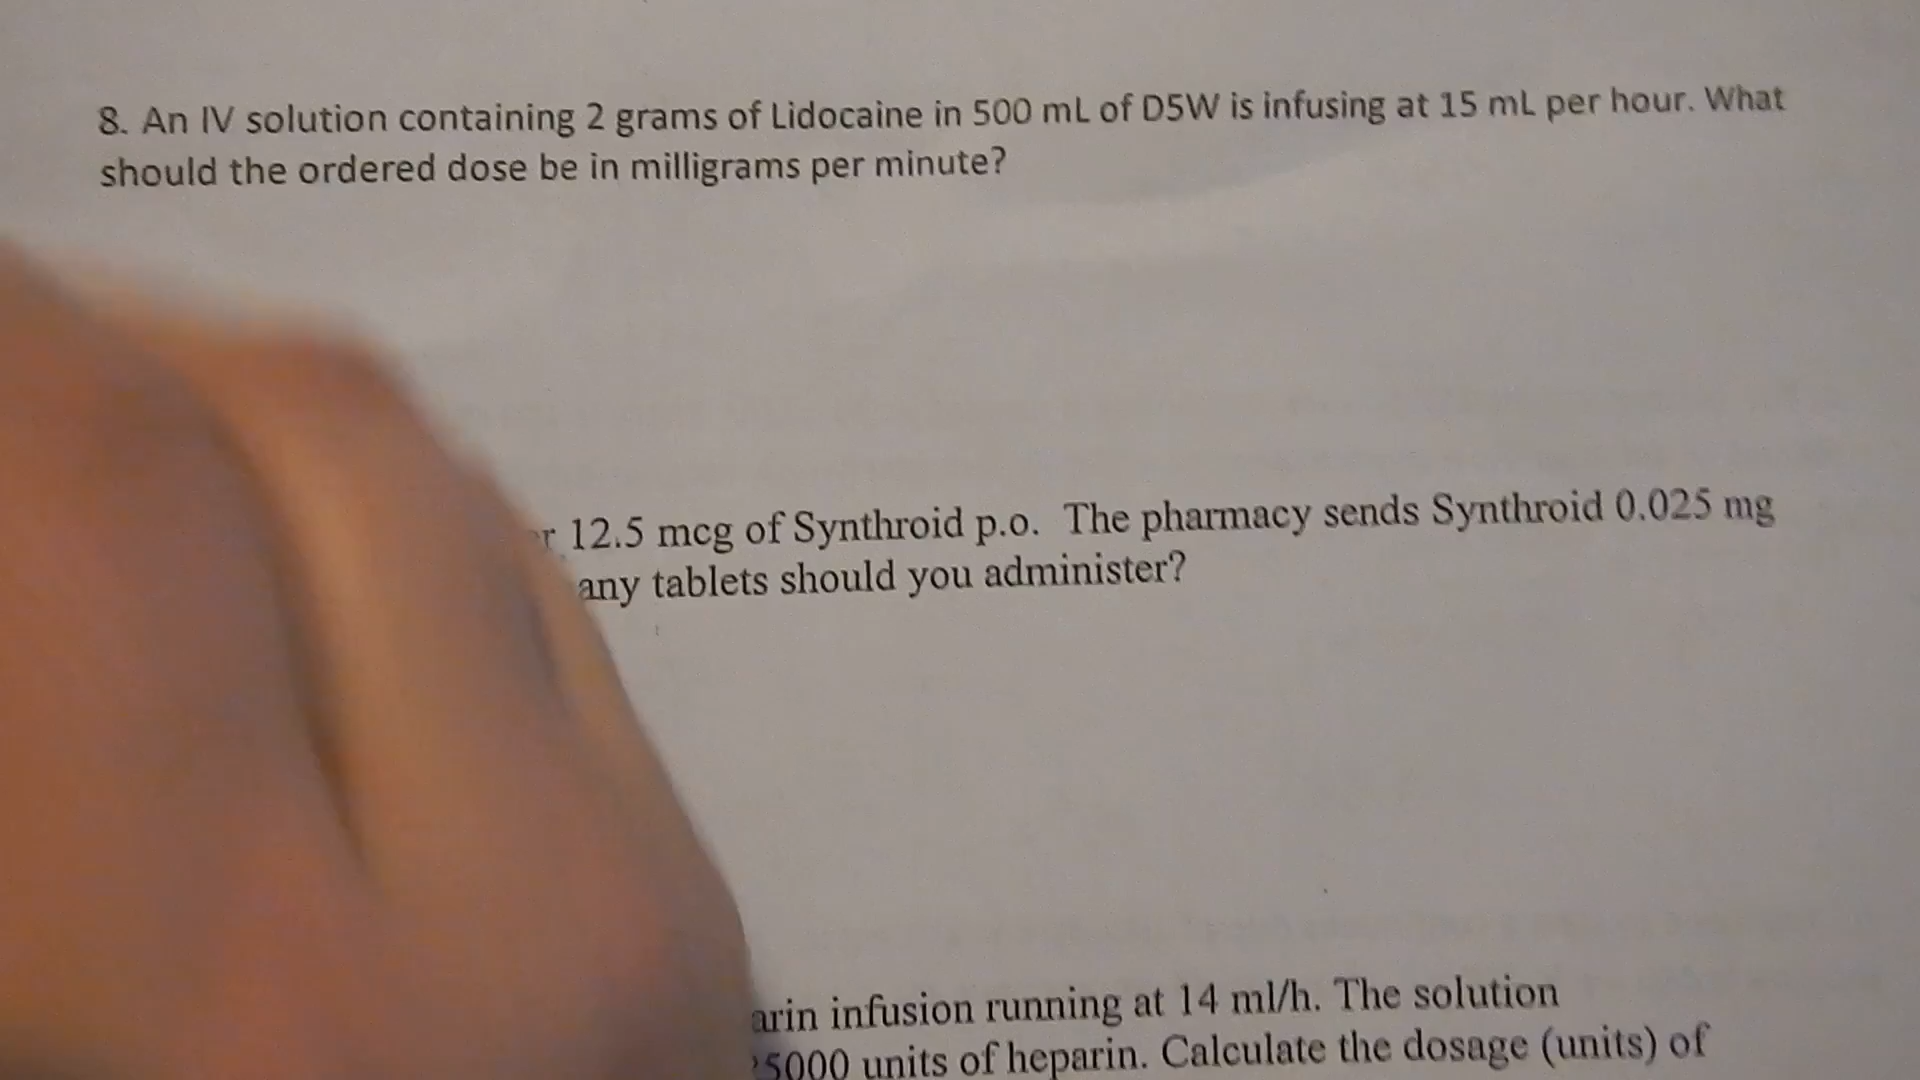 8. An IV solution containing 2 grams of Lidocaine in 500 mL of D5W is infusing at 15 mL per hour. What
should the ordered dose be in milligrams per minute?
12.5 mcg of Synthroid p.o. The pharmacy sends Synthroid 0.025 mg
any tablets should you administer?
arin infusion running at 14 ml/h. The solution
5000 units of heparin. Calculate the dosage (units) of